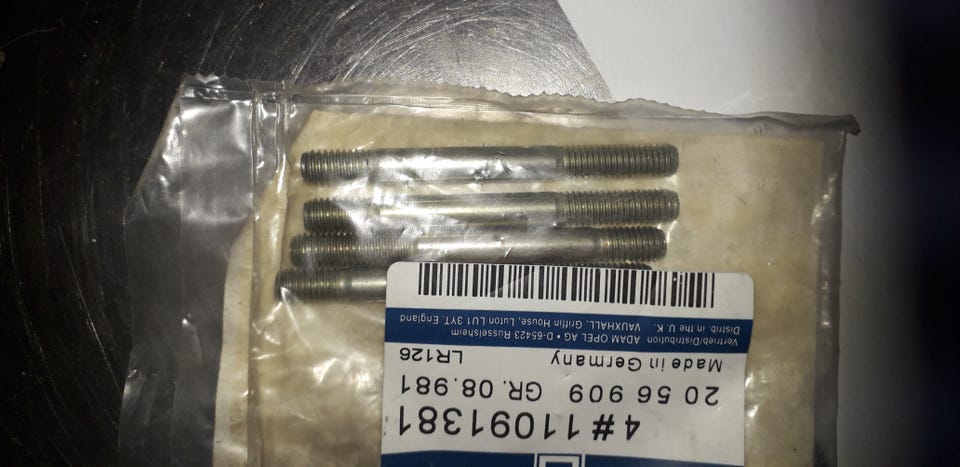 4# 11091381
20 56 909 GR. 08.981
Made in Germany LR126
Vertrieb/Distribution ADAM OPEL AG • D-65423 Rüsselsheim
Distrib. in the U.K. VAUXHALL, Griffin House, Luton LU1 3YT. England